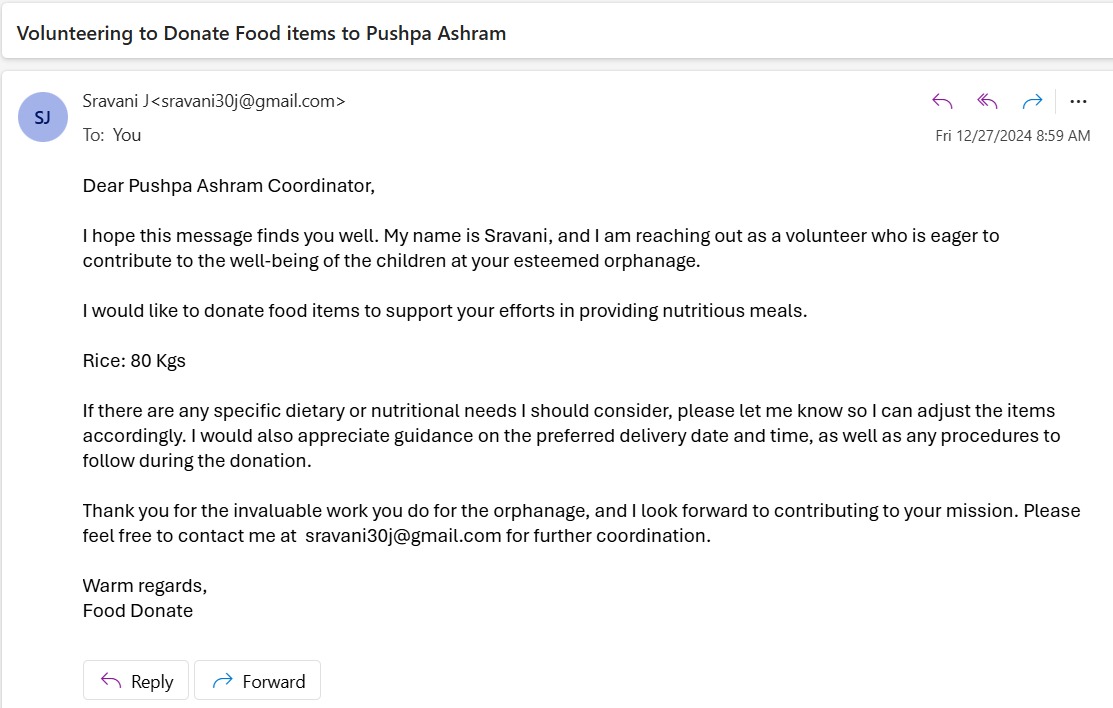 Volunteering to Donate Food items to Pushpa Ashram
SJ
Sravani J<sravani30j@gmail.com>
To: You
Fri 12/27/2024 8:59 AM
Dear Pushpa Ashram Coordinator,
I hope this message finds you well. My name is Sravani, and I am reaching out as a volunteer who is eager to
contribute to the well-being of the children at your esteemed orphanage.
I would like to donate food items to support your efforts in providing nutritious meals.
Rice: 80 Kgs
If there are any specific dietary or nutritional needs I should consider, please let me know so I can adjust the items
accordingly. I would also appreciate guidance on the preferred delivery date and time, as well as any procedures to
follow during the donation.
Thank you for the invaluable work you do for the orphanage, and I look forward to contributing to your mission. Please
feel free to contact me at  sravani30j@gmail.com for further coordination.
Warm regards,
Food Donate
Reply
Forward